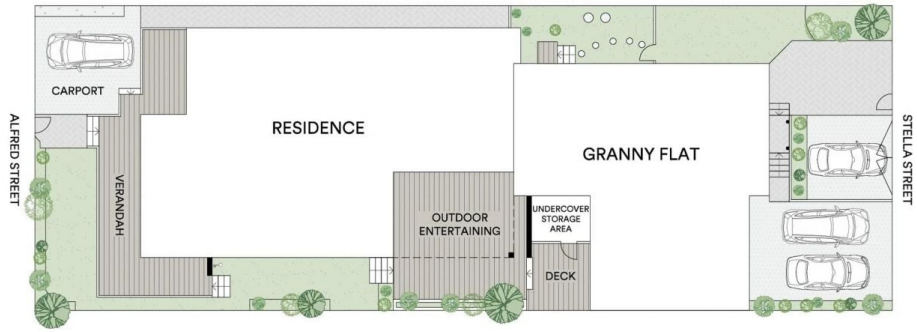 CARPORT
ALFRED STREET
VERANDAH
RESIDENCE
OUTDOOR
ENTERTAINING
UNDERCOVER
STORAGE
AREA
DECK
GRANNY FLAT
STELLA STREET